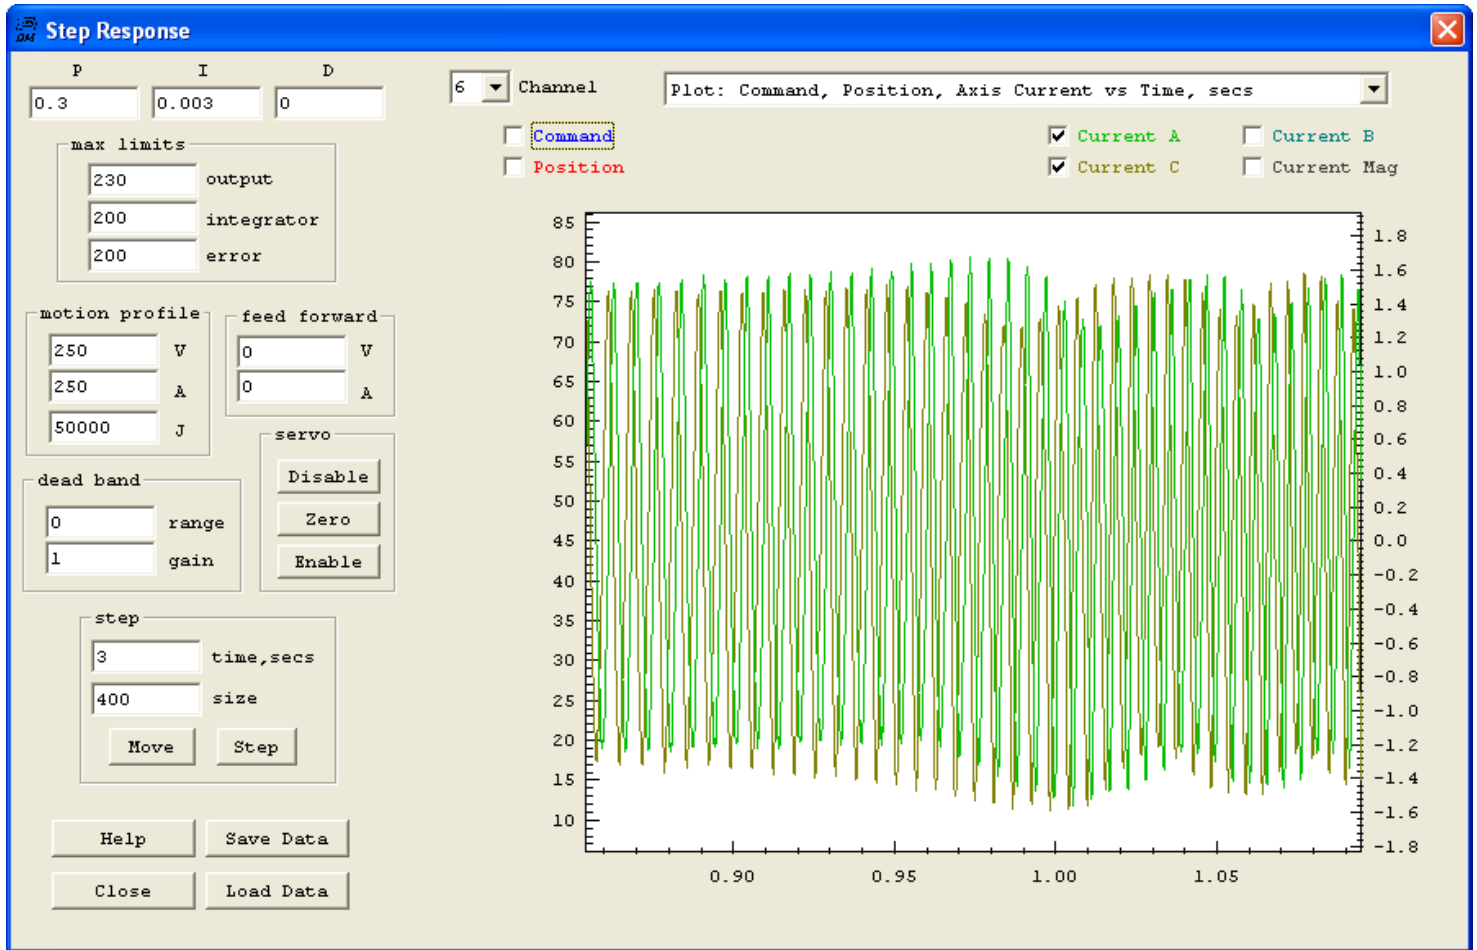 Step Response
P I D
0.3 0.003 0
6 Channel
Plot: Command, Position, Axis Current vs Time, secs
Command
Position
Current A
Current B
Current C
Current Mag
max limits
230 output
200 integrator
200 error
motion profile
250 V
250 A
50000 J
feed forward
0 V
0 A
servo
Disable
Zero
Enable
dead band
0 range
1 gain
step
3 time,secs
400 size
Move Step
Help Save Data
Close Load Data
85
80
75
70
65
60
55
50
45
40
35
30
25
20
15
10
1.8
1.6
1.4
1.2
1.0
0.8
0.6
0.4
0.2
0.0
-0.2
-0.4
-0.6
-0.8
-1.0
-1.2
-1.4
-1.6
-1.8
0.90 0.95 1.00 1.05